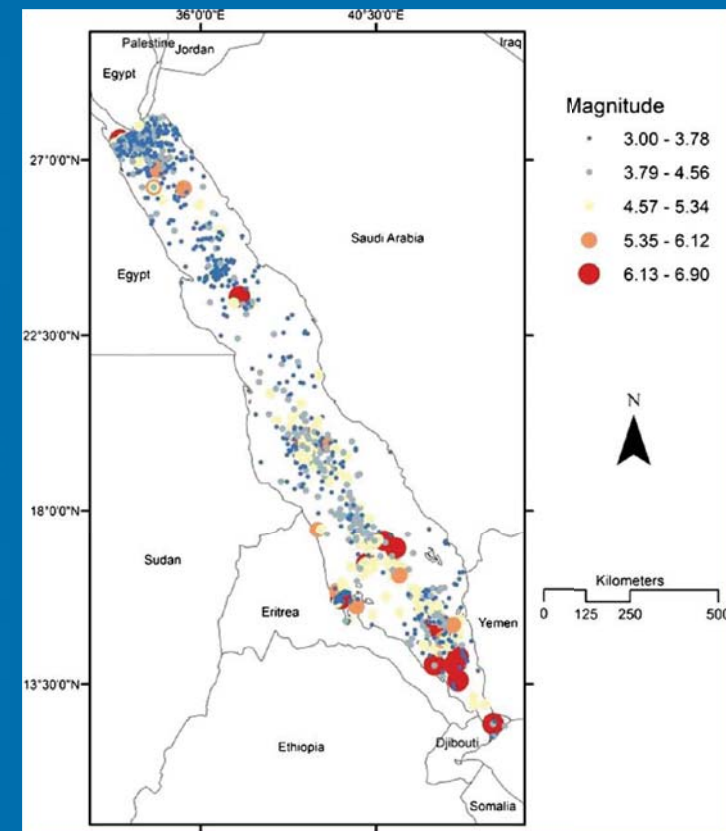 36°0'0"E 40°30'0"E
Palestine Jordan Iraq
Egypt
Magnitude
3.00 - 3.78
27°0'0"N
3.79 - 4.56
4.57 - 5.34
Saudi Arabia
5.35 - 6.12
Egypt
6.13 - 6.90
22°30'0"N
N
18°0'0"N
Sudan
Kilometers
0 125 250 500
Eritrea
Yemen
13°30'0"N
Ethiopia
Djibouti
Somalia